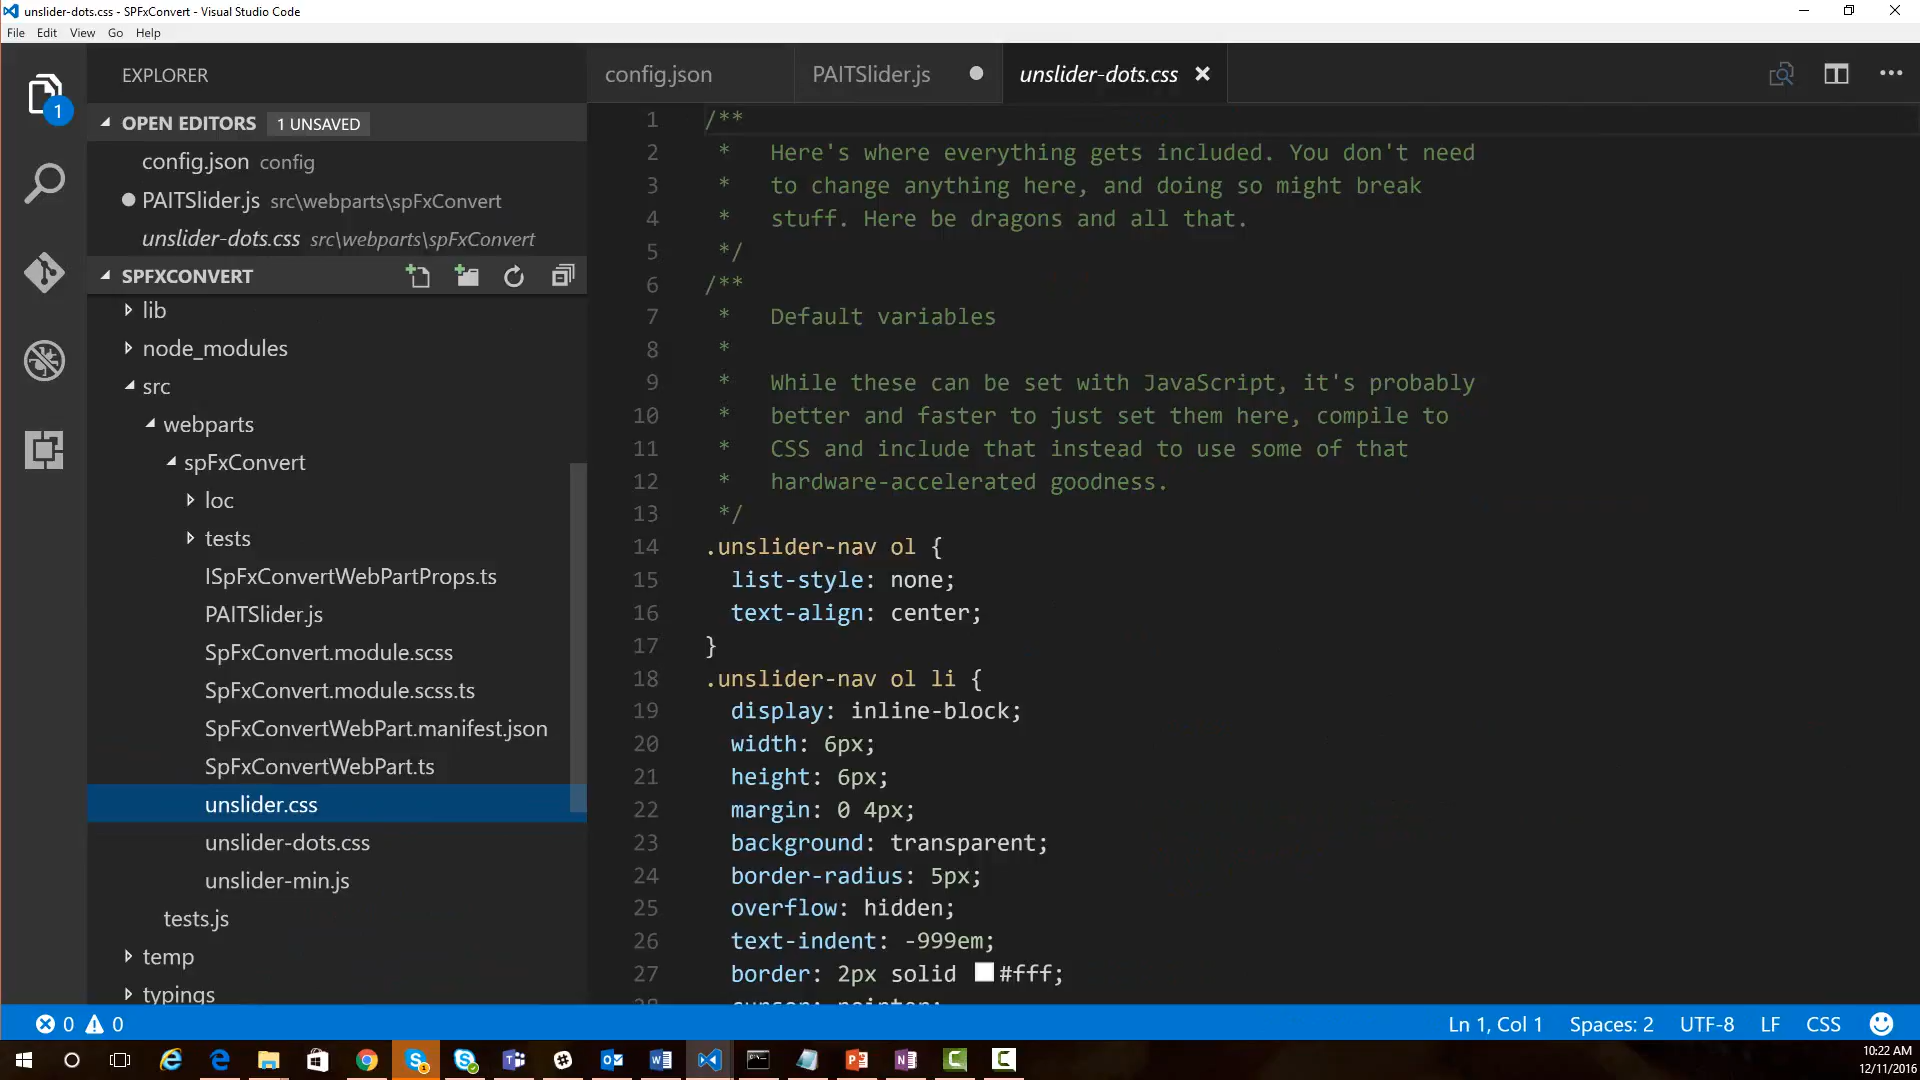 unslider-dots.css - SPFxConvert - Visual Studio Code
File Edit View Go Help
EXPLORER
config.json PAITSlider.js unslider-dots.css
1
OPEN EDITORS 1 UNSAVED
config.json config
PAITSlider.js src\webparts\spFxConvert
unslider-dots.css src\webparts\spFxConvert
SPFXCONVERT
lib
node_modules
src
webparts
spFxConvert
loc
tests
ISpFxConvertWebPartProps.ts
PAITSlider.js
SpFxConvert.module.scss
SpFxConvert.module.scss.ts
SpFxConvertWebPart.manifest.json
SpFxConvertWebPart.ts
unslider.css
unslider-dots.css
unslider-min.js
tests.js
temp
typings
1 /**
2 * Here's where everything gets included. You don't need
3 * to change anything here, and doing so might break
4 * stuff. Here be dragons and all that.
5 */
6 /**
7 * Default variables
8 *
9 * While these can be set with JavaScript, it's probably
10 * better and faster to just set them here, compile to
11 * CSS and include that instead to use some of that
12 * hardware-accelerated goodness.
13 */
14 .unslider-nav ol {
15 list-style: none;
16 text-align: center;
17 }
18 .unslider-nav ol li {
19 display: inline-block;
20 width: 6px;
21 height: 6px;
22 margin: 0 4px;
23 background: transparent;
24 border-radius: 5px;
25 overflow: hidden;
26 text-indent: -999em;
27 border: 2px solid #fff;
28 cursor: pointer;
0 0 Ln 1, Col 1 Spaces: 2 UTF-8 LF CSS
10:22 AM
12/11/2016